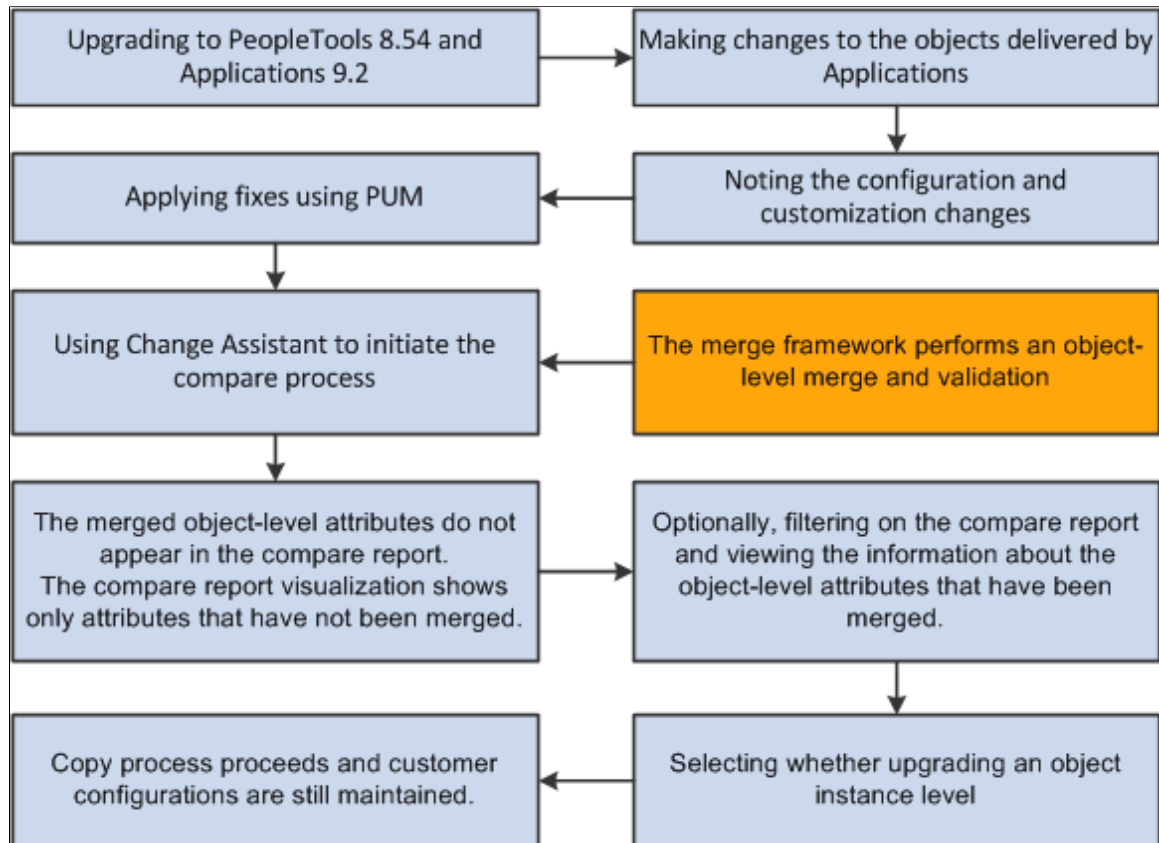 Upgrading to PeopleTools 8.54 and
Applications 9.2
Making changes to the objects delivered by
Applications
Noting the configuration and
customization changes
Applying fixes using PUM
Using Change Assistant to initiate the
compare process
The merge framework performs an object-
level merge and validation
The merged object-level attributes do not
appear in the compare report.
The compare report visualization shows
only attributes that have not been merged.
Optionally, filtering on the compare report
and viewing the information about the
object-level attributes that have been
merged.
Selecting whether upgrading an object
instance level
Copy process proceeds and customer
configurations are still maintained.